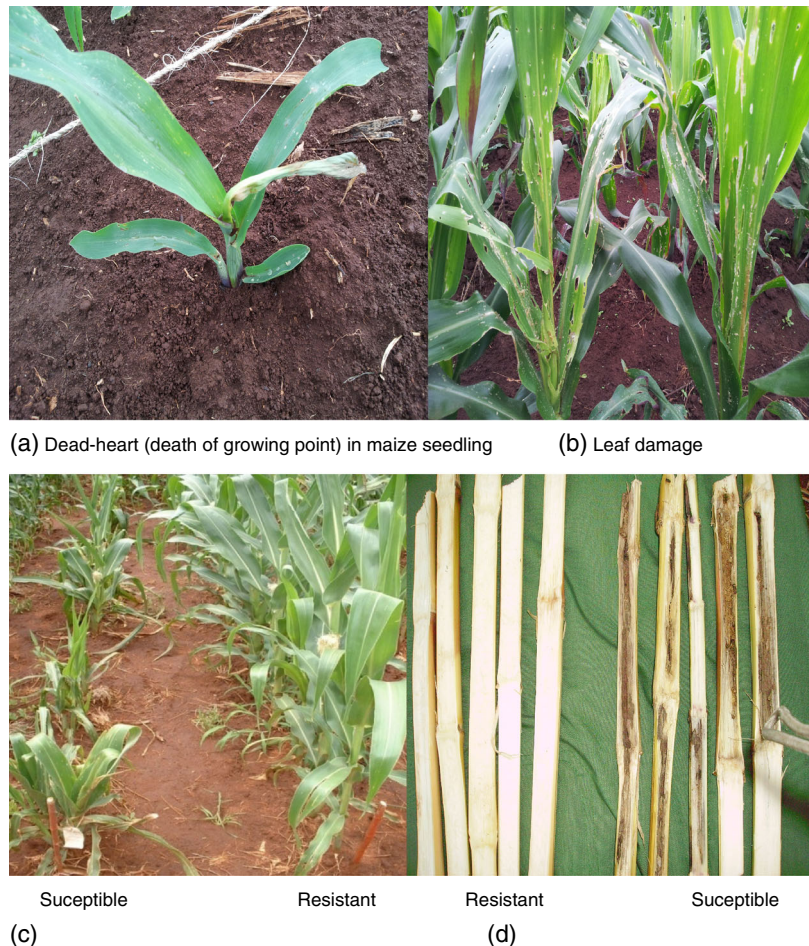 (a) Dead-heart (death of growing point) in maize seedling
(b) Leaf damage
Suceptible Resistant
(c)
Resistant Suceptible
(d)